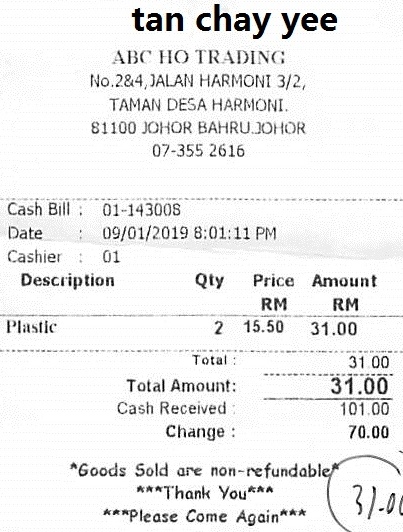 tan chay yee
ABC HO TRADING
No.2&4, JALAN HARMONI 3/2,
TAMAN DESA HARMONI.
81100 JOHOR BAHRU.JOHOR
07-355 2616
Cash Bill : 01-143008
Date : 09/01/2019 8:01:11 PM
Cashier : 01
Description Qty Price Amount
RM RM
Plastic 2 15.50 31.00
Total : 31.00
Total Amount: 31.00
Cash Received : 101.00
Change : 70.00
*Goods Sold are non-refundable*
***Thank You***
***Please Come Again***
31.00